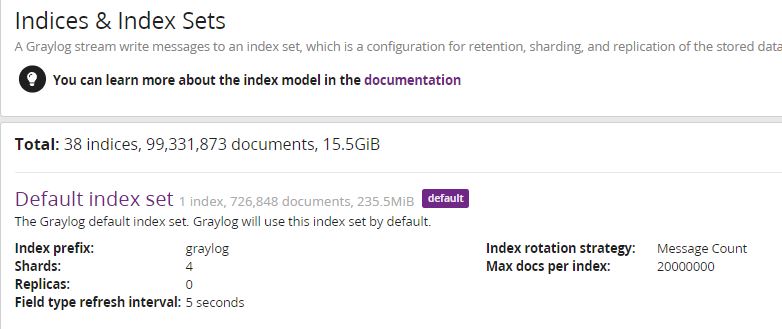 Indices & Index Sets
A Graylog stream write messages to an index set, which is a configuration for retention, sharding, and replication of the stored data
You can learn more about the index model in the documentation
Total: 38 indices, 99,331,873 documents, 15.5GiB
Default index set 1 index, 726,848 documents, 235.5MiB default
The Graylog default index set. Graylog will use this index set by default.
Index prefix: graylog Index rotation strategy: Message Count
Shards: 4 Max docs per index: 20000000
Replicas: 0
Field type refresh interval: 5 seconds